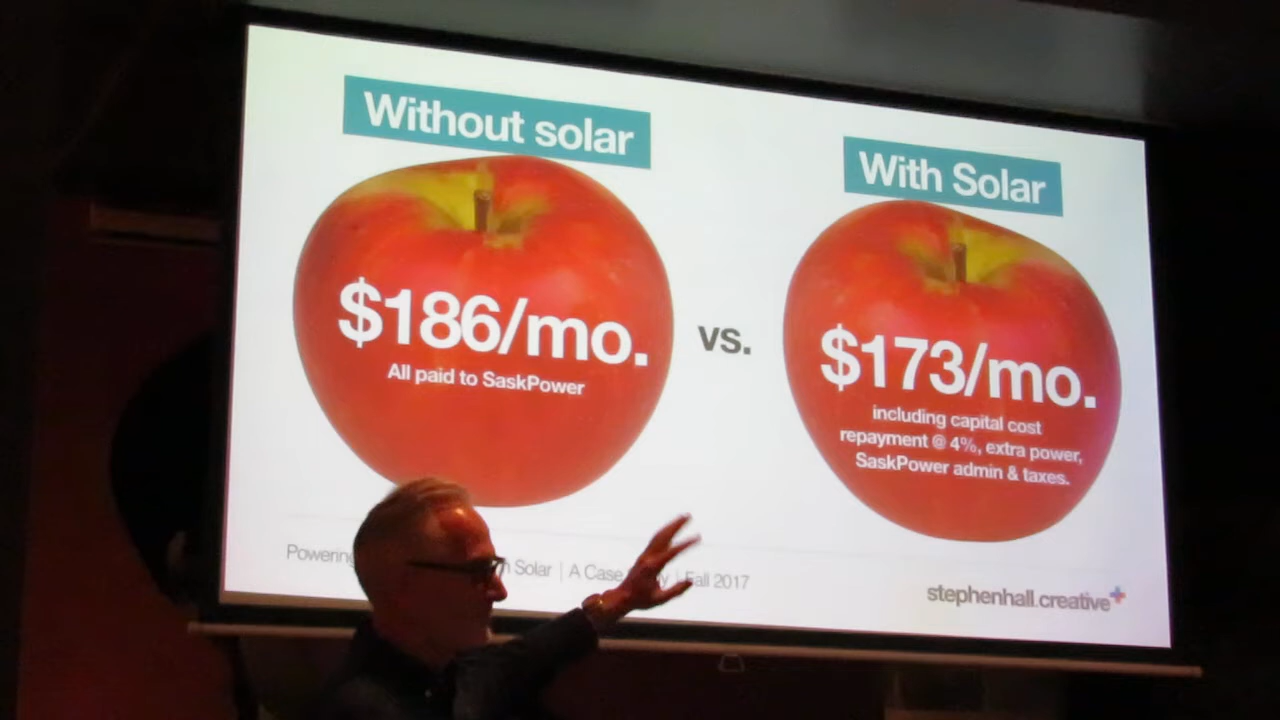 Without solar
With Solar
$186/mo.
All paid to SaskPower
vs.
$173/mo.
including capital cost
repayment @ 4%, extra power,
SaskPower admin & taxes.
Powering Solar | A Case Fall 2017
stephenhall.creative+